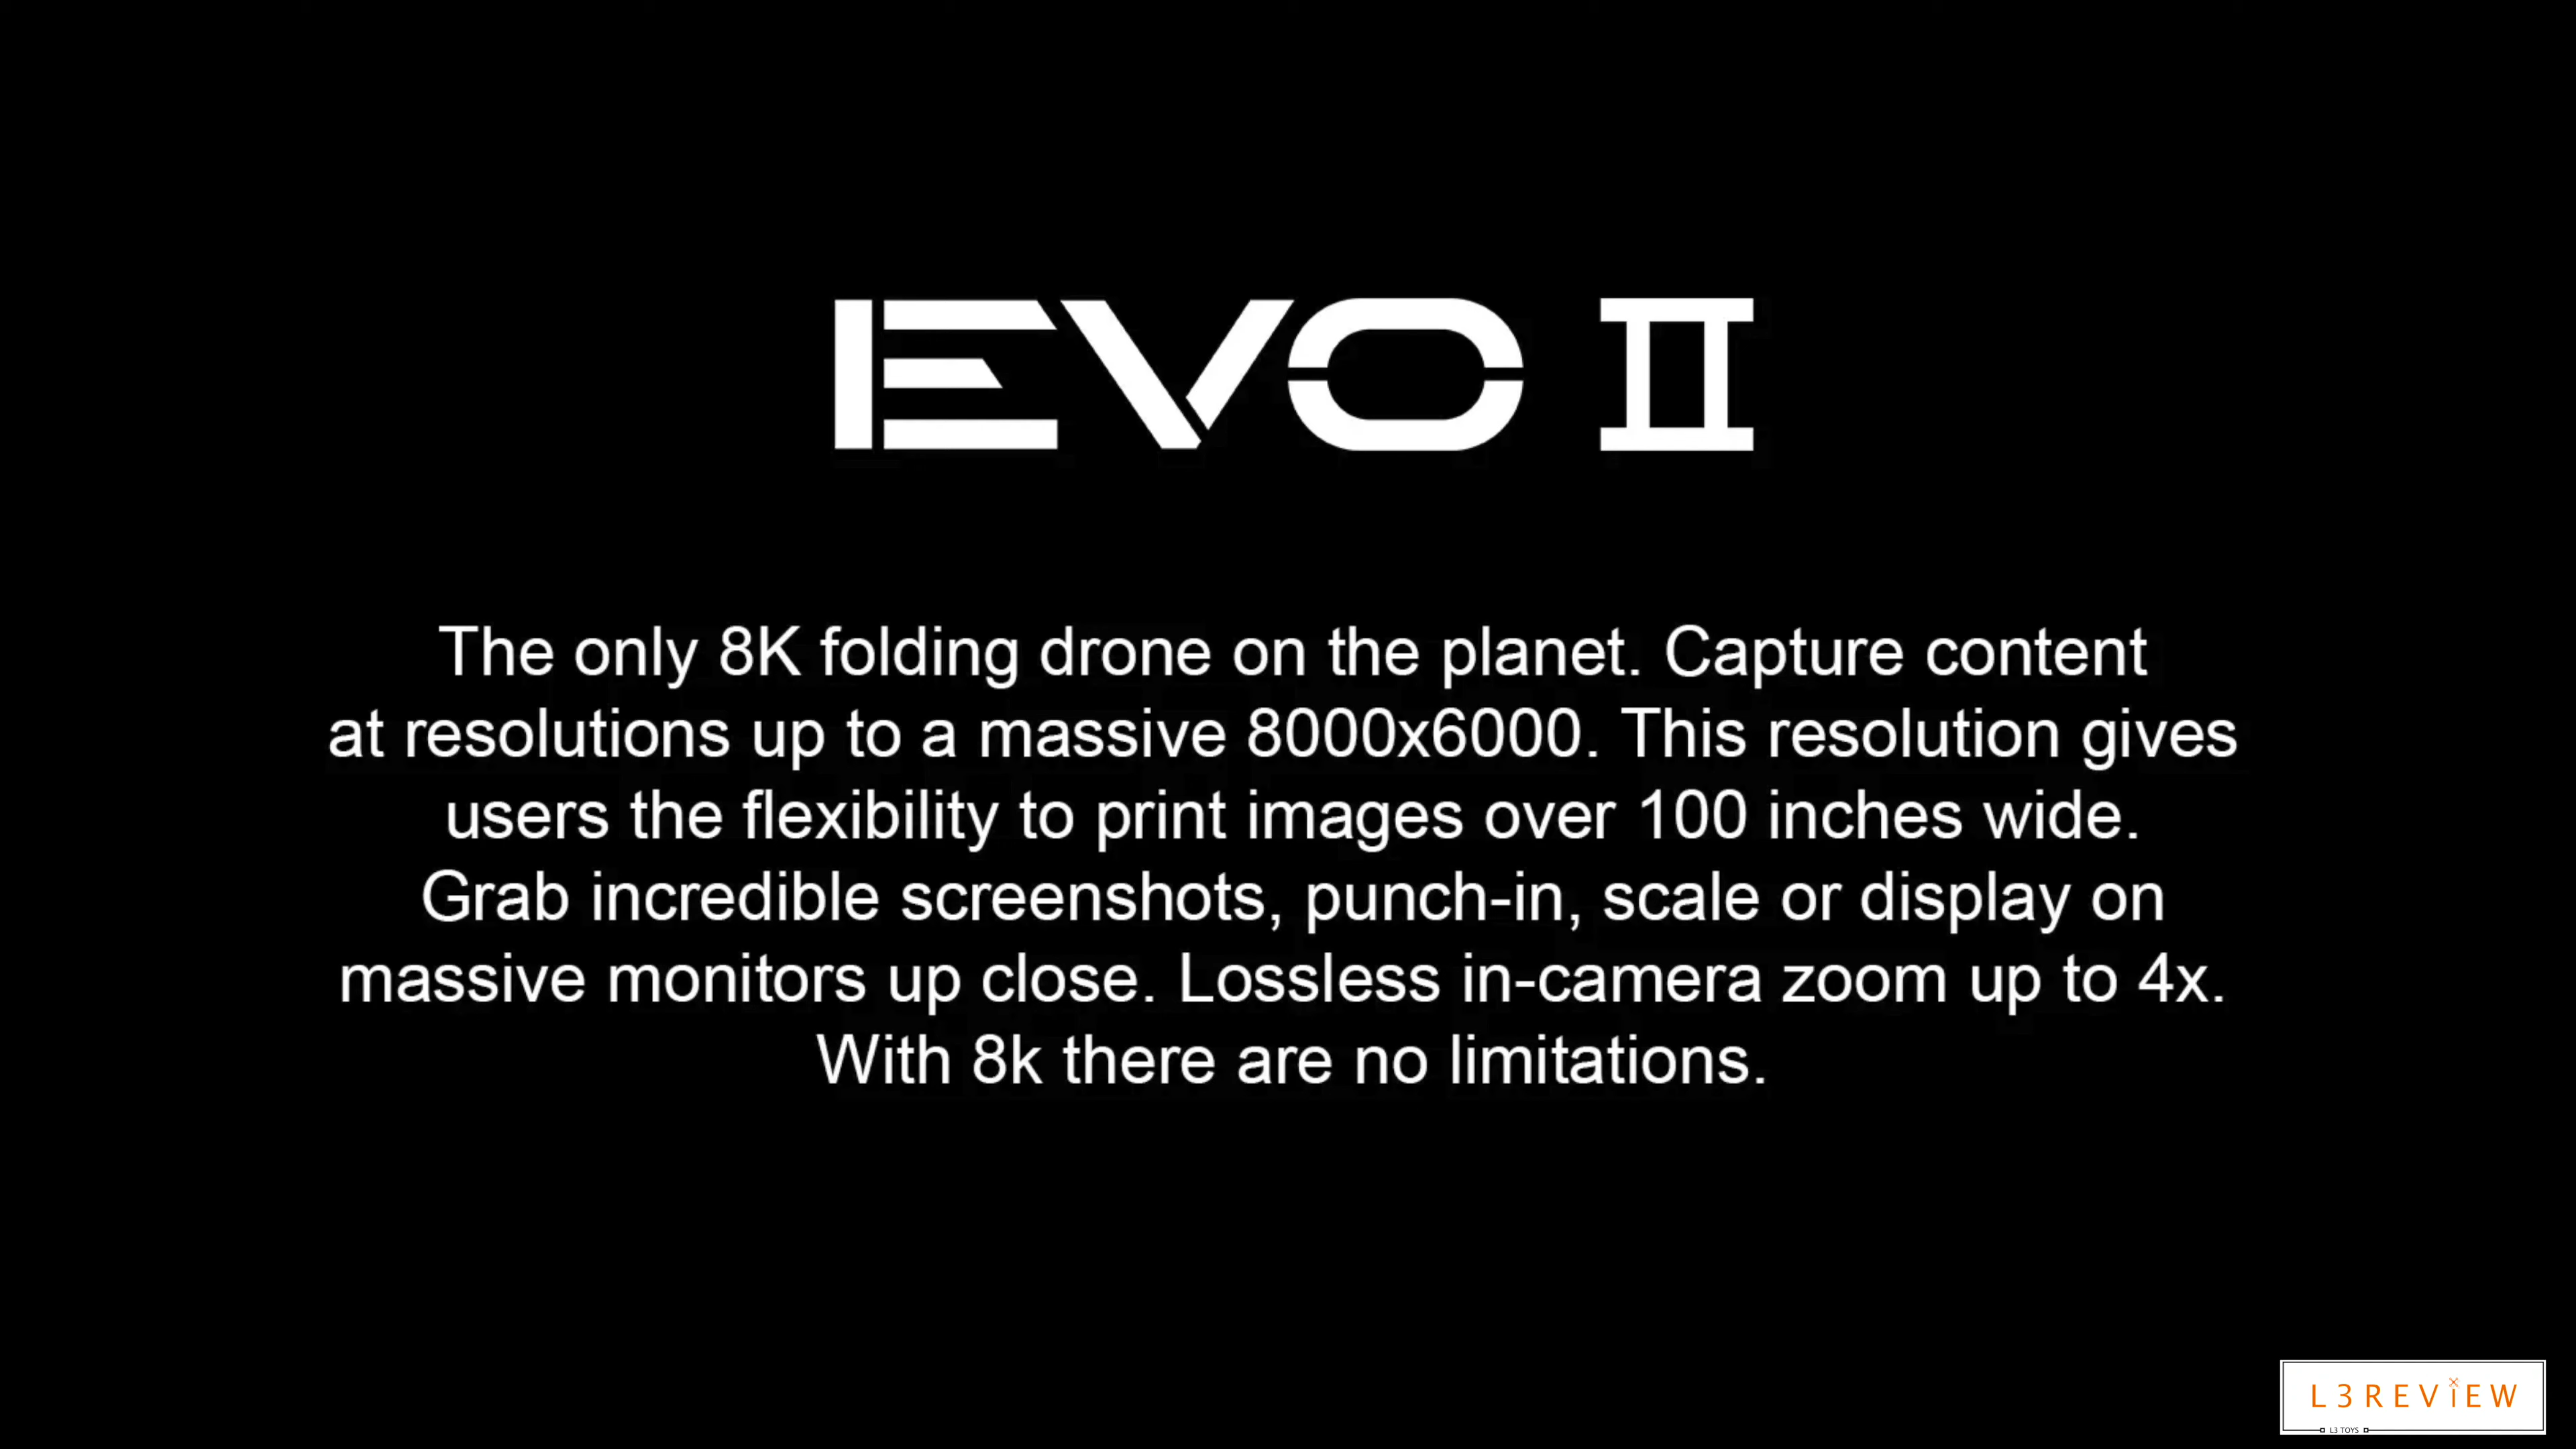 EVO II
The only 8K folding drone on the planet. Capture content
at resolutions up to a massive 8000x6000. This resolution gives
users the flexibility to print images over 100 inches wide.
Grab incredible screenshots, punch-in, scale or display on
massive monitors up close. Lossless in-camera zoom up to 4x.
With 8k there are no limitations.
L3REViEW
L3 TOYS